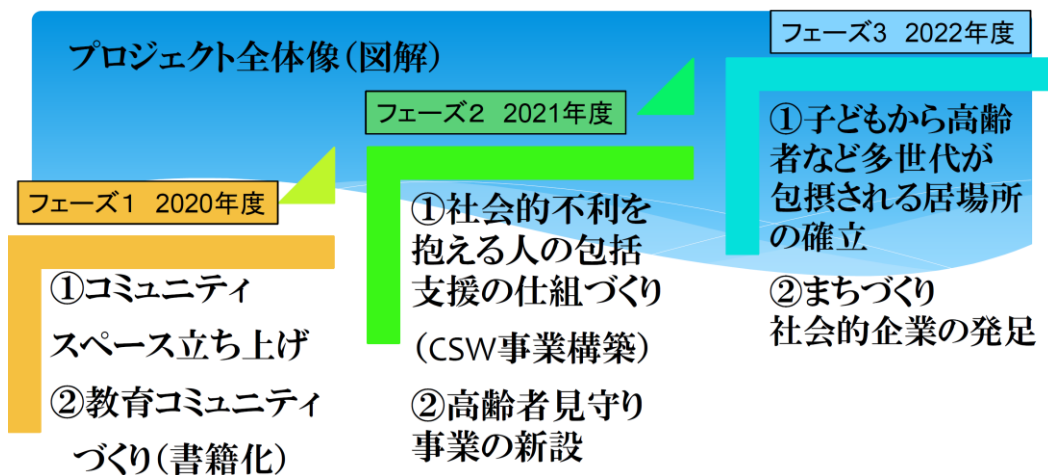 プロジェクト全体像(図解)
フェーズ1 2020年度
①コミュニティ
スペース立ち上げ
②教育コミュニティ
づくり(書籍化)
フェーズ2 2021年度
①社会的不利を
抱える人の包括
支援の仕組づくり
(CSW事業構築)
②高齢者見守り
事業の新設
フェーズ3 2022年度
①子どもから高齢
者など多世代が
包摂される居場所
の確立
②まちづくり
社会的企業の発足